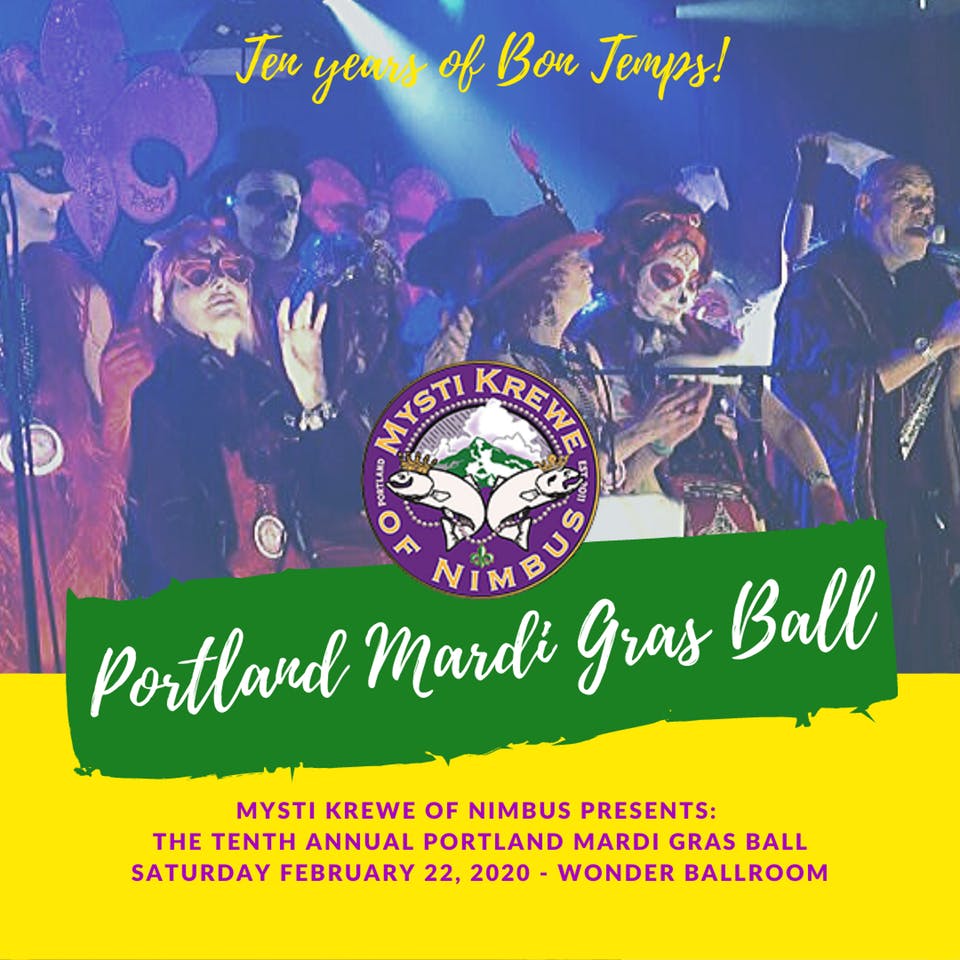 Ten years of Bon Temps!
MYSTI KREWE
PORTLAND
EST 2011
OF NIMBUS
Portland Mardi Gras Ball
MYSTI KREWE OF NIMBUS PRESENTS:
THE TENTH ANNUAL PORTLAND MARDI GRAS BALL
SATURDAY FEBRUARY 22, 2020 - WONDER BALLROOM